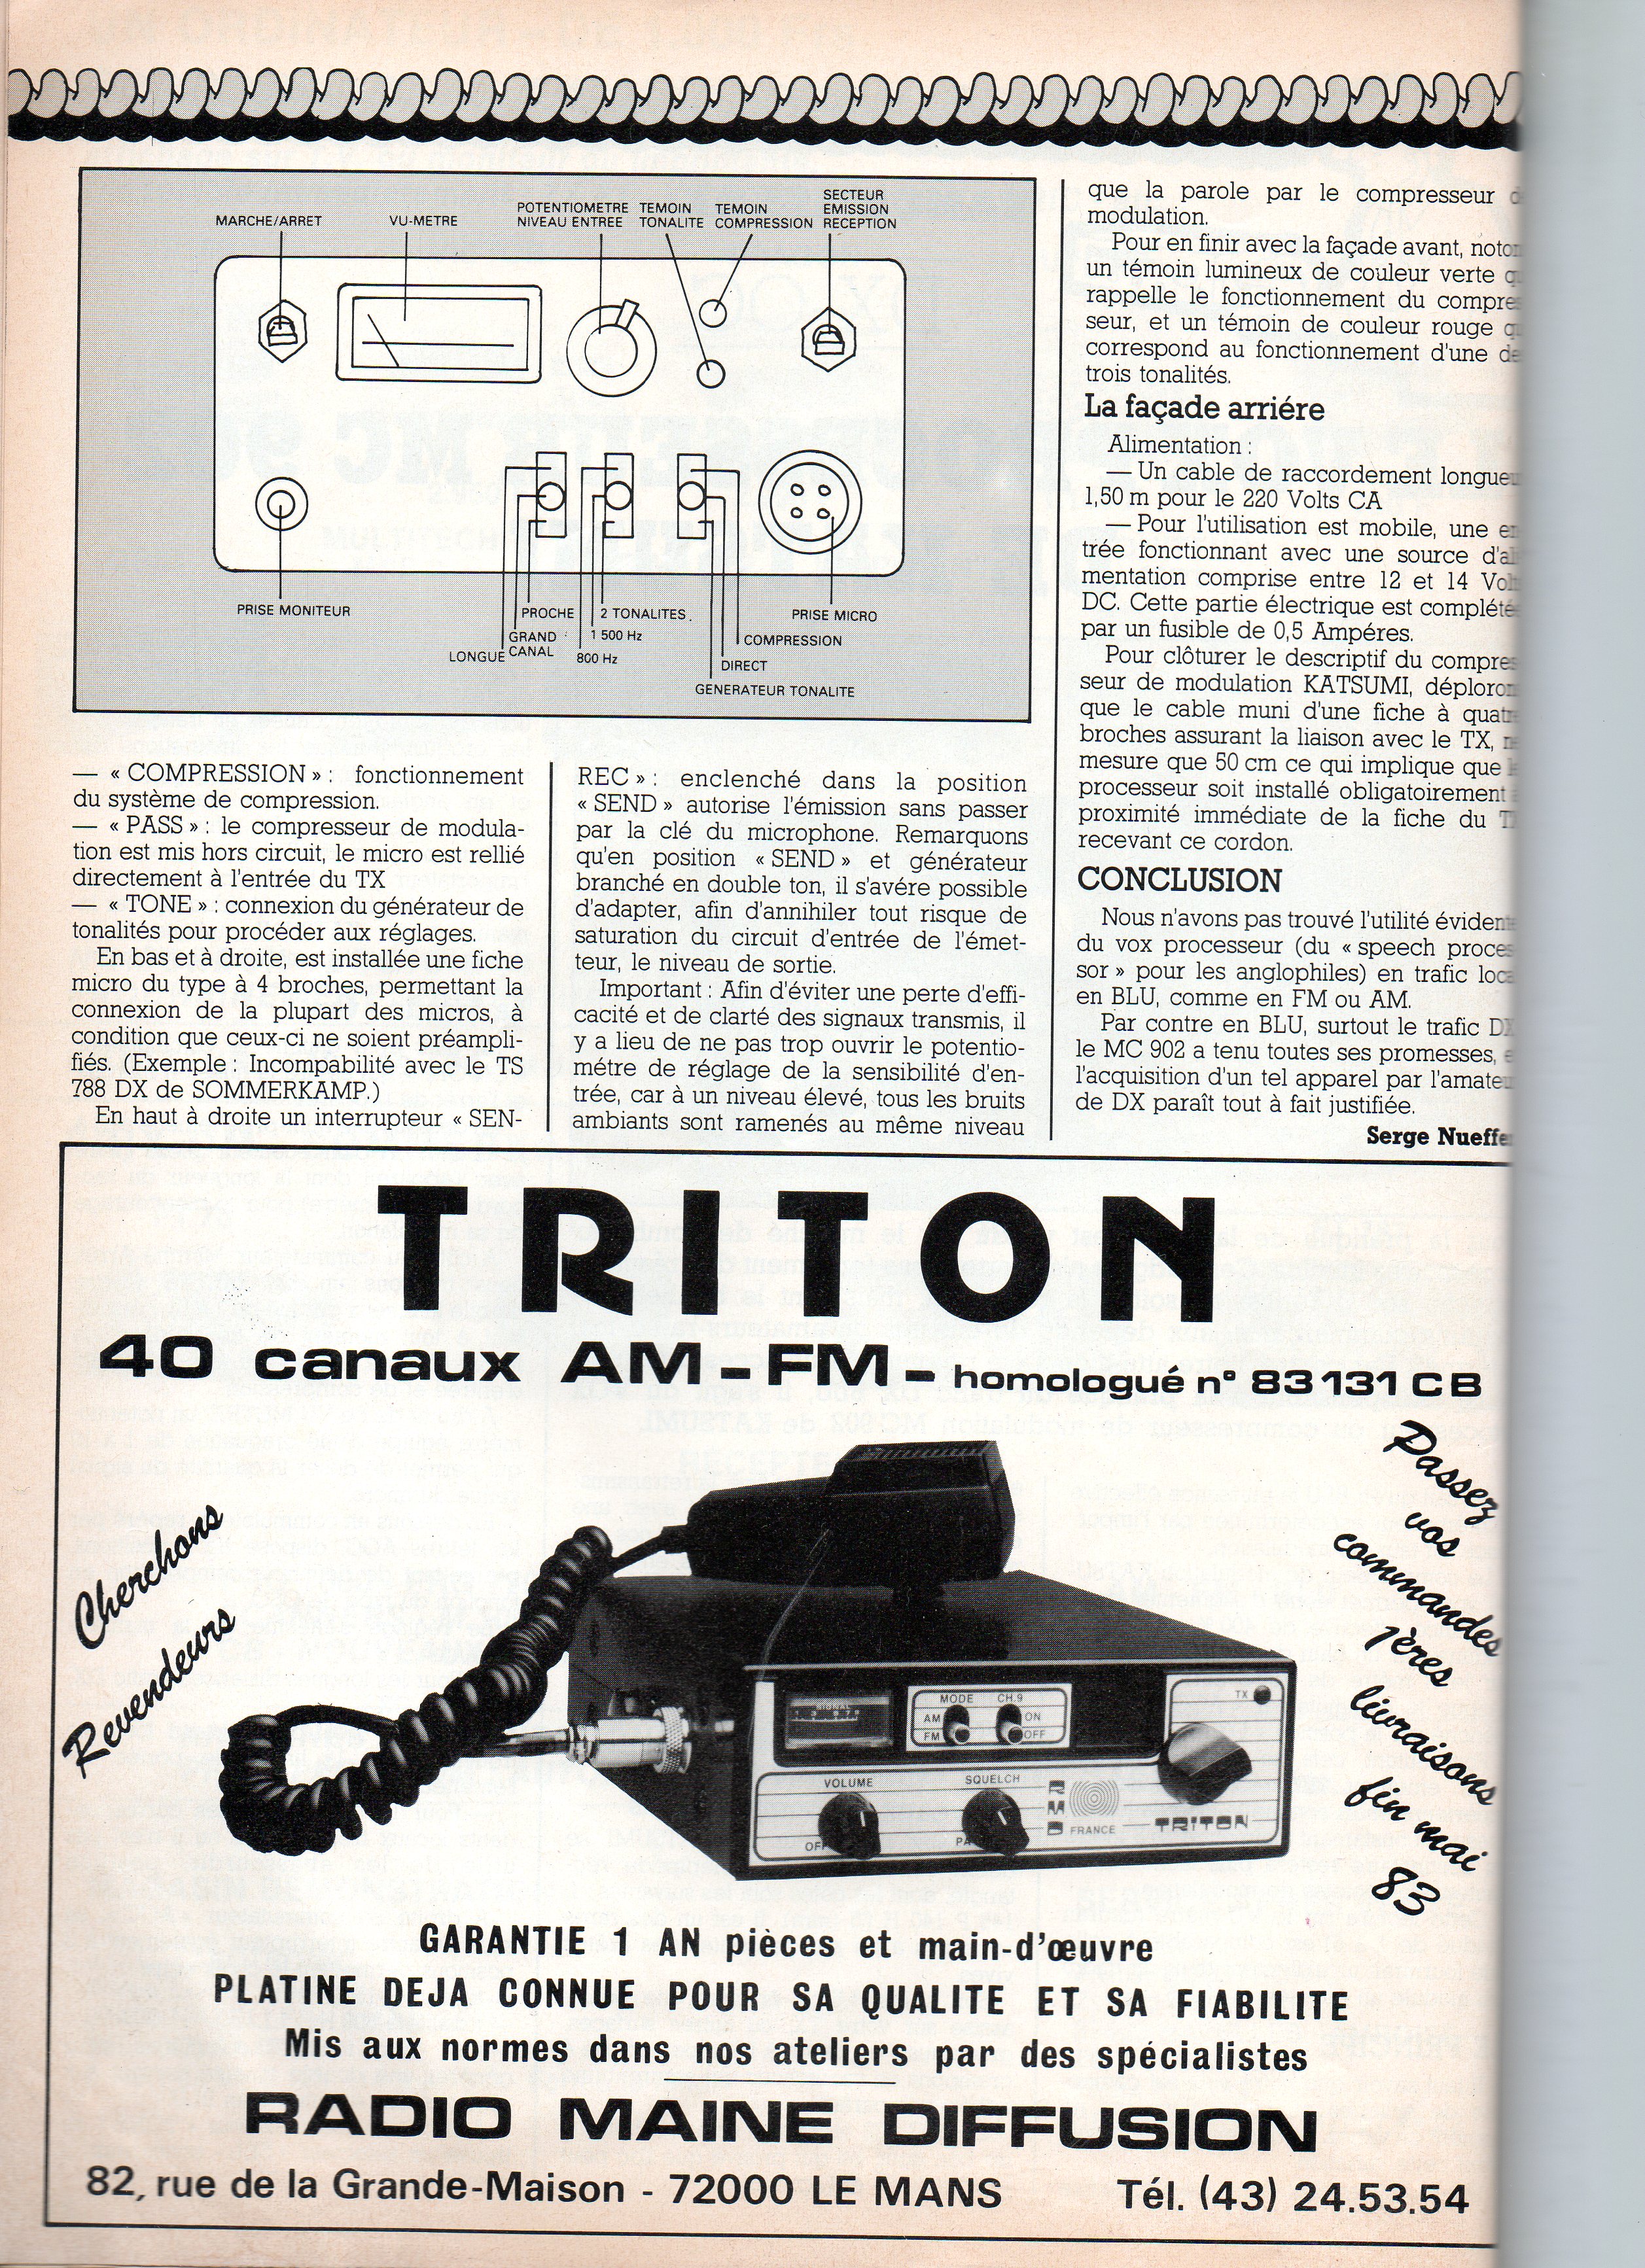 MARCHE/ARRET
VU-METRE
POTENTIOMETRE
NIVEAU ENTREE
TEMOIN
TONALITE
TEMOIN
COMPRESSION
SECTEUR
EMISSION
RECEPTION
PRISE MONITEUR
PROCHE
GRAND
CANAL
LONGUE
2 TONALITES
1 500 Hz
800 Hz
PRISE MICRO
COMPRESSION
DIRECT
GENERATEUR TONALITE
— « COMPRESSION » : fonctionnement
du système de compression.
— « PASS » : le compresseur de modula-
tion est mis hors circuit, le micro est rellié
directement à l'entrée du TX
— « TONE » : connexion du générateur de
tonalités pour procéder aux réglages.
En bas et à droite, est installée une fiche
micro du type à 4 broches, permettant la
connexion de la plupart des micros, à
condition que ceux-ci ne soient préampli-
fiés. (Exemple : Incompabilité avec le TS
788 DX de SOMMERKAMP.)
En haut à droite un interrupteur « SEN-
REC » : enclenché dans la position
« SEND » autorise l'émission sans passer
par la clé du microphone. Remarquons
qu'en position « SEND » et générateur
branché en double ton, il s'avére possible
d'adapter, afin d'annihiler tout risque de
saturation du circuit d'entrée de l'émet-
teur, le niveau de sortie.
Important : Afin d'éviter une perte d'effi-
cacité et de clarté des signaux transmis, il
y a lieu de ne pas trop ouvrir le potentio-
métre de réglage de la sensibilité d'en-
trée, car à un niveau élevé, tous les bruits
ambiants sont ramenés au même niveau
que la parole par le compresseur
modulation.
Pour en finir avec la façade avant,
un témoin lumineux de couleur verte
rappelle le fonctionnement du
seur, et un témoin de couleur rouge
correspond au fonctionnement d'une
trois tonalités.
La façade arriére
Alimentation :
— Un cable de raccordement
1,50 m pour le 220 Volts CA
— Pour l'utilisation est mobile, une
trée fonctionnant avec une source
mentation comprise entre 12 et 14
DC. Cette partie électrique est
par un fusible de 0,5 Ampéres.
Pour clôturer le descriptif du
seur de modulation KATSUMI,
que le cable muni d'une fiche à
broches assurant la liaison avec le TX,
mesure que 50 cm ce qui implique que
processeur soit installé obligatoirement
proximité immédiate de la fiche du
recevant ce cordon.
CONCLUSION
Nous n'avons pas trouvé l'utilité
du vox processeur (du « speech
sor » pour les anglophiles) en trafic
en BLU, comme en FM ou AM.
Par contre en BLU, surtout le trafic
le MC 902 a tenu toutes ses promesses,
l'acquisition d'un tel apparel par
de DX paraît tout à fait justifiée.
Serge
TRITON
40 canaux AM - FM - homologué n° 83131 CB
Cherchons
Revendeurs
Passez
vos
commandes
1ères
livraisons
fin mai
83
SIGNAL
MODE
CH.9
AM
FM
ON
OFF
TX
VOLUME
OFF
SQUELCH
PA
R
M
FRANCE
TRITON
GARANTIE 1 AN pièces et main-d'œuvre
PLATINE DEJA CONNUE POUR SA QUALITE ET SA FIABILITE
Mis aux normes dans nos ateliers par des spécialistes
RADIO MAINE DIFFUSION
82, rue de la Grande-Maison - 72000 LE MANS Tél. (43) 24.53.54